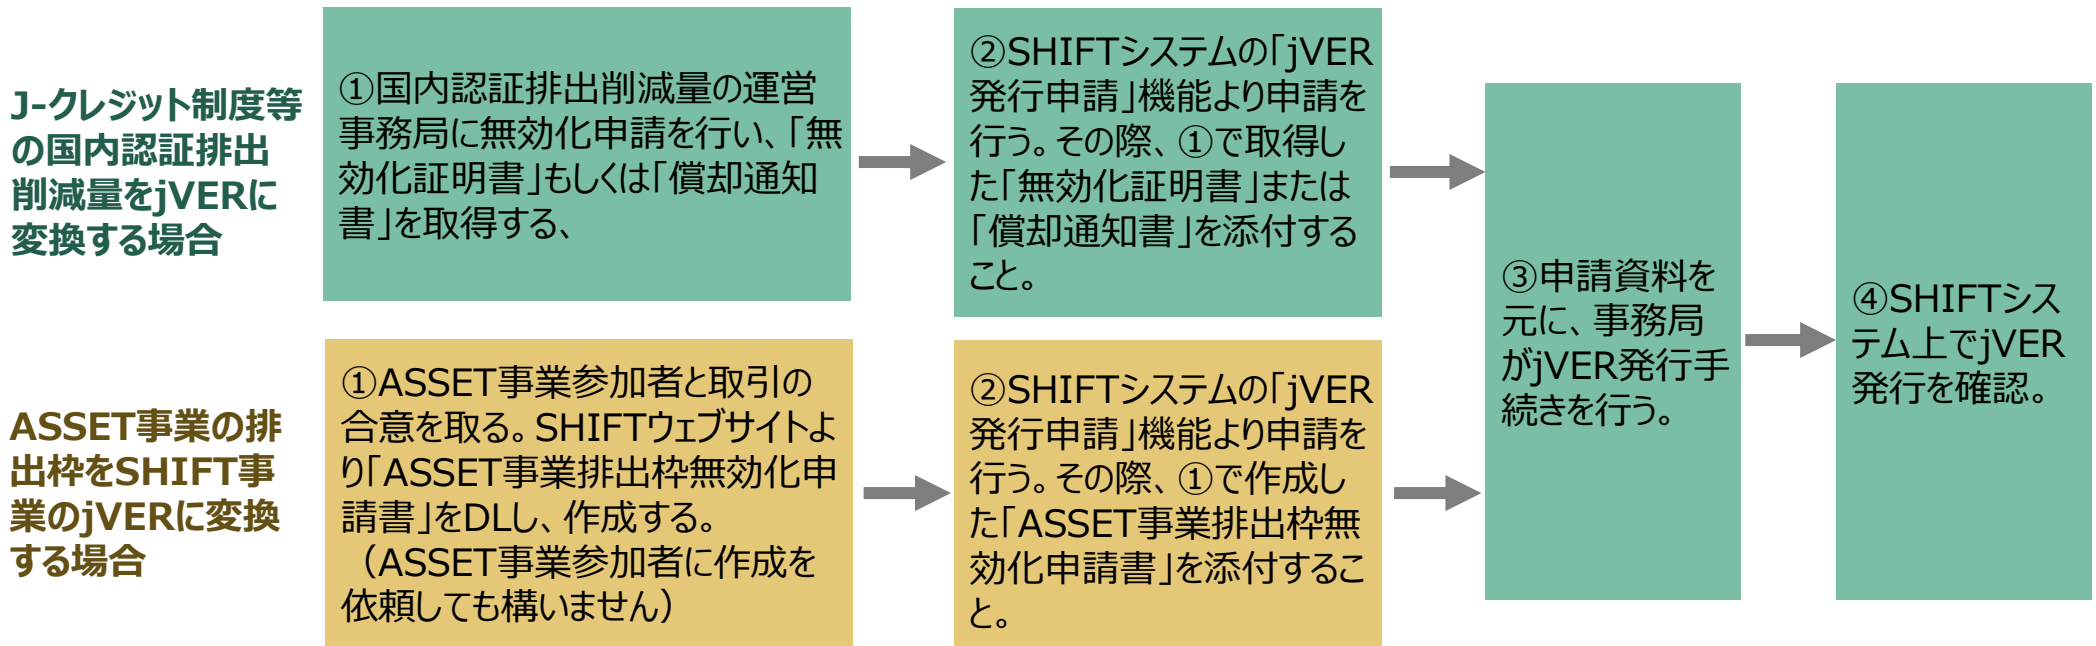 J-クレジット制度等
の国内認証排出
削減量をjVERに
変換する場合
①国内認証排出削減量の運営
事務局に無効化申請を行い、「無
効化証明書」もしくは「償却通知
書」を取得する、
②SHIFTシステムの「jVER
発行申請」機能より申請を
行う。その際、①で取得し
た「無効化証明書」または
「償却通知書」を添付する
こと。
ASSET事業の排
出枠をSHIFT事
業のjVERに変換
する場合
①ASSET事業参加者と取引の
合意を取る。SHIFTウェブサイトよ
り「ASSET事業排出枠無効化申
請書」をDLし、作成する。
（ASSET事業参加者に作成を
依頼しても構いません）
②SHIFTシステムの「jVER
発行申請」機能より申請を
行う。その際、①で作成し
た「ASSET事業排出枠無
効化申請書」を添付するこ
と。
③申請資料を
元に、事務局
がjVER発行手
続きを行う。
④SHIFTシス
テム上でjVER
発行を確認。